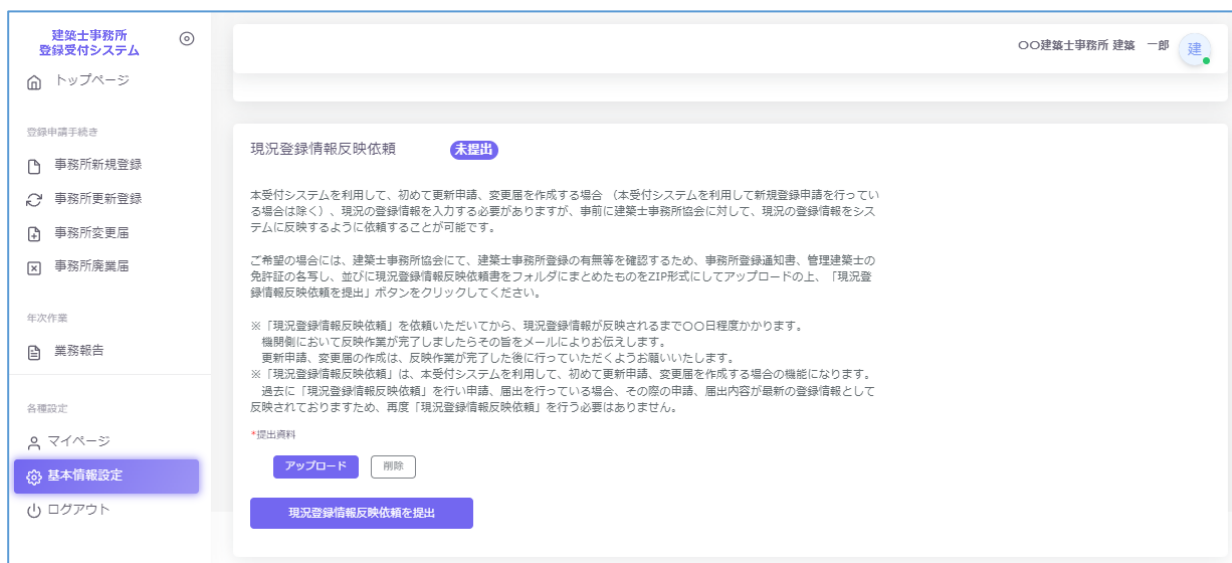 建築士事務所
登録受付システム
トップページ
登録申請手続き
事務所新規登録
事務所更新登録
事務所変更届
事務所廃業届
年次作業
業務報告
各種設定
マイページ
基本情報設定
ログアウト
〇〇建築士事務所 建築 一郎
建
現況登録情報反映依頼
未提出
本受付システムを利用して、初めて更新申請、変更届を作成する場合 （本受付システムを利用して新規登録申請を行ってい
る場合は除く）、現況の登録情報を入力する必要がありますが、事前に建築士事務所協会に対して、現況の登録情報をシス
テムに反映するように依頼することが可能です。
ご希望の場合には、建築士事務所協会にて、建築士事務所登録の有無等を確認するため、事務所登録通知書、管理建築士の
免許証の各写し、並びに現況登録情報反映依頼書をフォルダにまとめたものをZIP形式にしてアップロードの上、「現況登
録情報反映依頼を提出」ボタンをクリックしてください。
※「現況登録情報反映依頼」を依頼いただいてから、現況登録情報が反映されるまで〇〇日程度かかります。
機関側において反映作業が完了しましたらその旨をメールによりお伝えします。
更新申請、変更届の作成は、反映作業が完了した後に行っていただくようお願いいたします。
※「現況登録情報反映依頼」は、本受付システムを利用して、初めて更新申請、変更届を作成する場合の機能になります。
過去に「現況登録情報反映依頼」を行い申請、届出を行っている場合、その際の申請、届出内容が最新の登録情報として
反映されておりますため、再度「現況登録情報反映依頼」を行う必要はありません。
*提出資料
アップロード
削除
現況登録情報反映依頼を提出